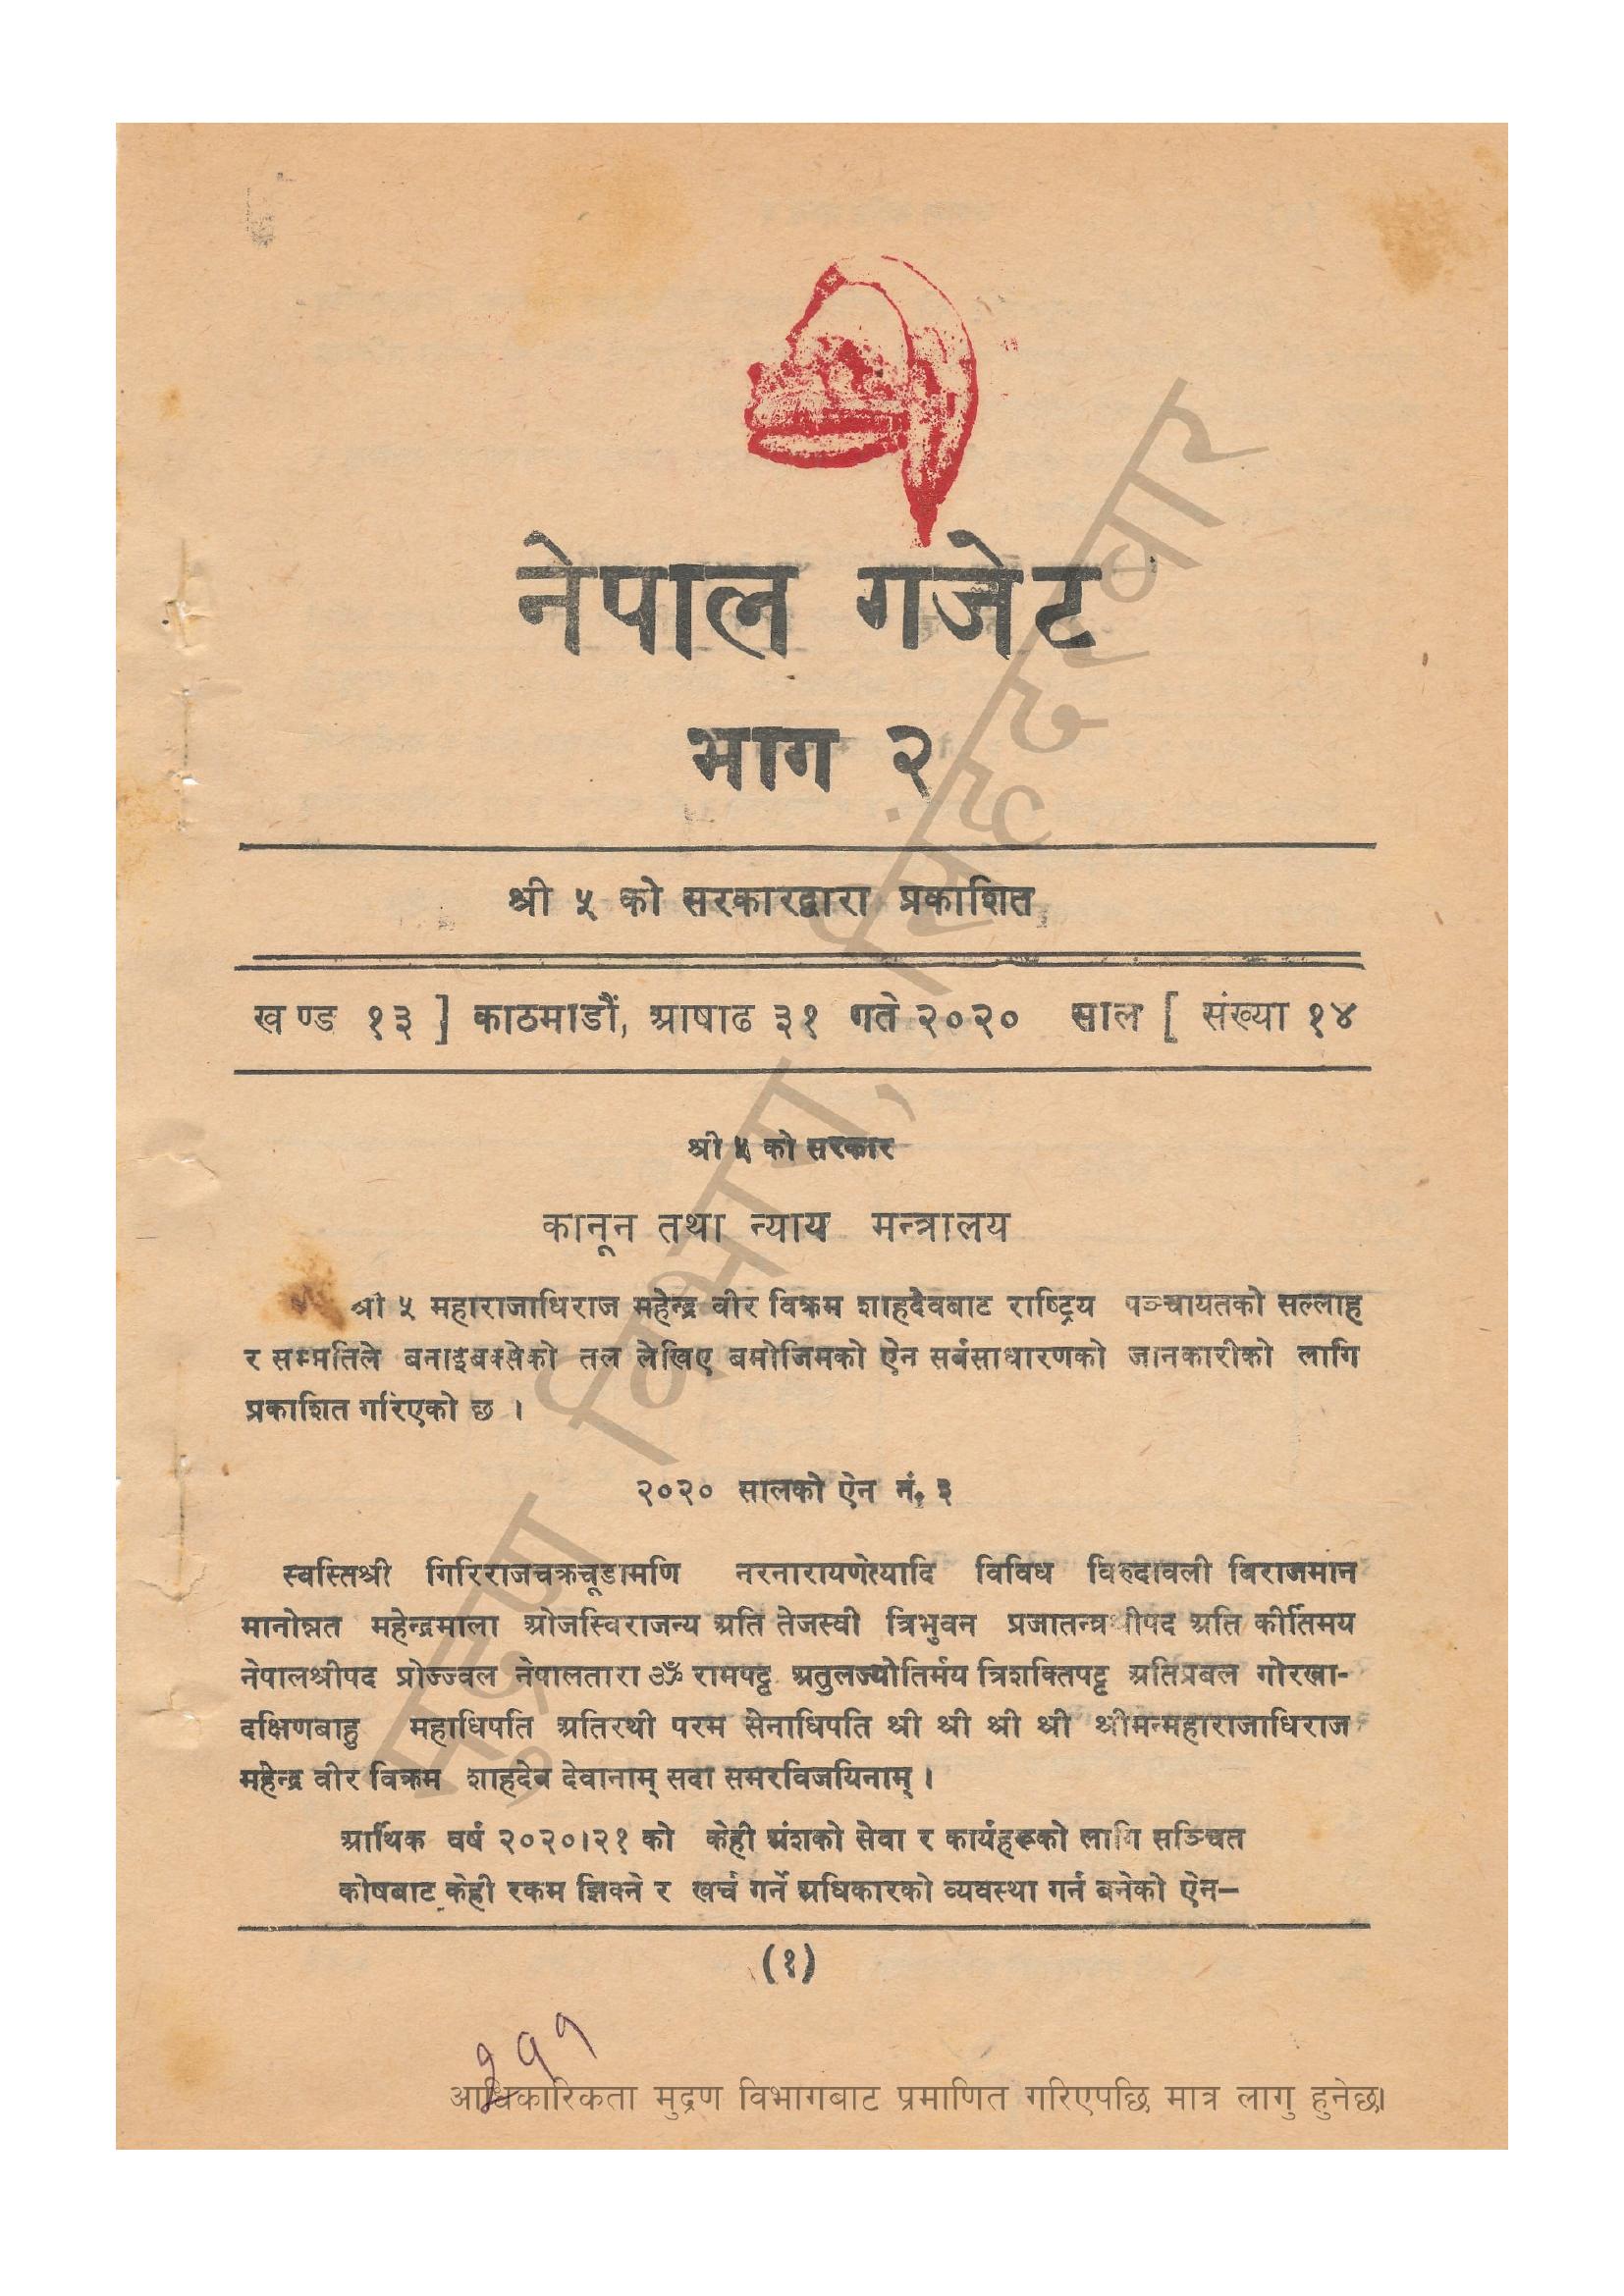 नेपाल गजेट
भाग २
श्री ५ को सरकारद्वारा प्रकाशित
खण्ड १३ ] काठमाडौं, आषाढ ३१ गते २०२० साल [ संख्या १४
श्री ५ को सरकार
कानून तथा न्याय मन्त्रालय
श्री ५ महाराजाधिराज महेन्द्र वीर विक्रम शाहदेवबाट राष्ट्रिय पञ्चायतको सल्लाह
र सम्मतिले बनाइबक्सेको तल लेखिए बमोजिमको ऐन सर्बसाधारणको जानकारीको लागि
प्रकाशित गरिएको छ ।
२०२० सालको ऐन नं. ३
स्वस्तिश्री गिरिराजचक्रचूडामणि नरनारायणेत्यादि विविध विरुदावली बिराजमान
मानोन्नत महेन्द्रमाला ओजस्विराजन्य अति तेजस्वी त्रिभुवन प्रजातन्त्रश्रीपद अति कीर्तिमय
नेपालश्रीपद प्रोज्ज्वल नेपालतारा ॐ रामपट्ट अतुलज्योतिर्मय त्रिशक्तिपट्ट अतिप्रबल गोरखा-
दक्षिणबाहु महाधिपति अतिरथी परम सेनाधिपति श्री श्री श्री श्री श्रीमन्महाराजाधिराज
महेन्द्र वीर विक्रम शाहदेव देवानाम् सदा समरविजयिनाम् ।
आर्थिक वर्ष २०२०।२१ को केही अंशको सेवा र कार्यहरूको लागि सञ्चित
कोषबाट केही रकम झिक्ने र खर्च गर्ने अधिकारको व्यवस्था गर्न बनेको ऐन—
(१)
आधिकारिकता मुद्रण विभागबाट प्रमाणित गरिएपछि मात्र लागु हुनेछ।
मुद्रण विभाग, सिंहदरवार